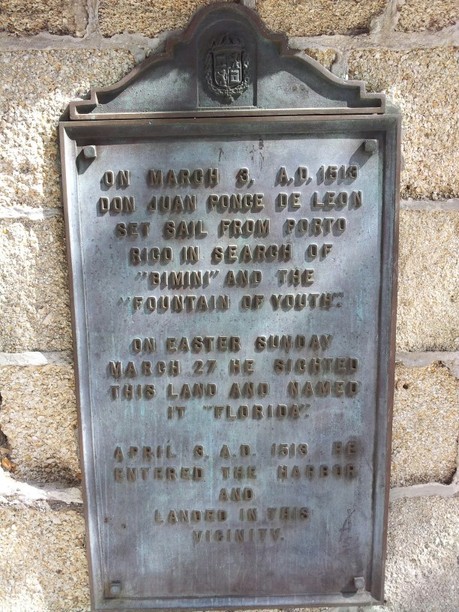 ON MARCH 3, A.D. 1513
DON JUAN PONCE DE LEON
SET SAIL FROM PORTO
RICO IN SEARCH OF
"BIMINI" AND THE
"FOUNTAIN OF YOUTH".
ON EASTER SUNDAY
MARCH 27 HE SIGHTED
THIS LAND AND NAMED
IT "FLORIDA".
APRIL 3, A.D. 1513 HE
ENTERED THE HARBOR
AND
LANDED IN THIS
VICINITY.